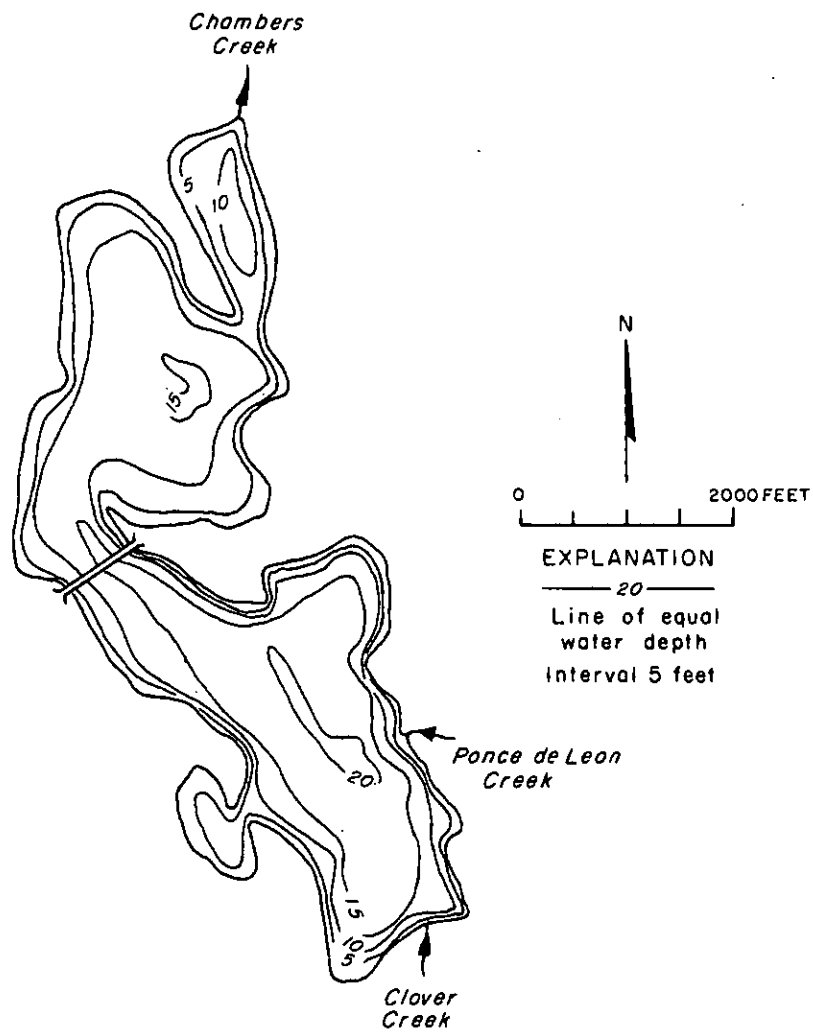 Chambers
Creek
5
10
15
N
0 2000 FEET
EXPLANATION
20
Line of equal
water depth
Interval 5 feet
Ponce de Leon
Creek
20
15
10
5
Clover
Creek